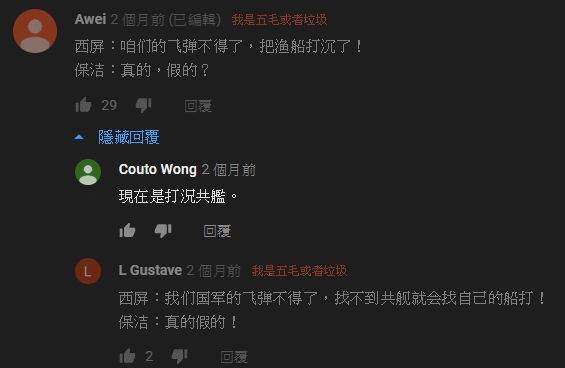 Awei 2 個月前 (已編輯) 我是五毛或者垃圾
西屏：咱们的飞弹不得了，把渔船打沉了！
保洁：真的，假的？
29 回覆
隱藏回覆
Couto Wong 2 個月前
現在是打況共艦。
回覆
L
L Gustave 2 個月前 我是五毛或者垃圾
西屏：我们国军的飞弹不得了，找不到共舰就会找自己的船打！
保洁：真的假的！
2 回覆